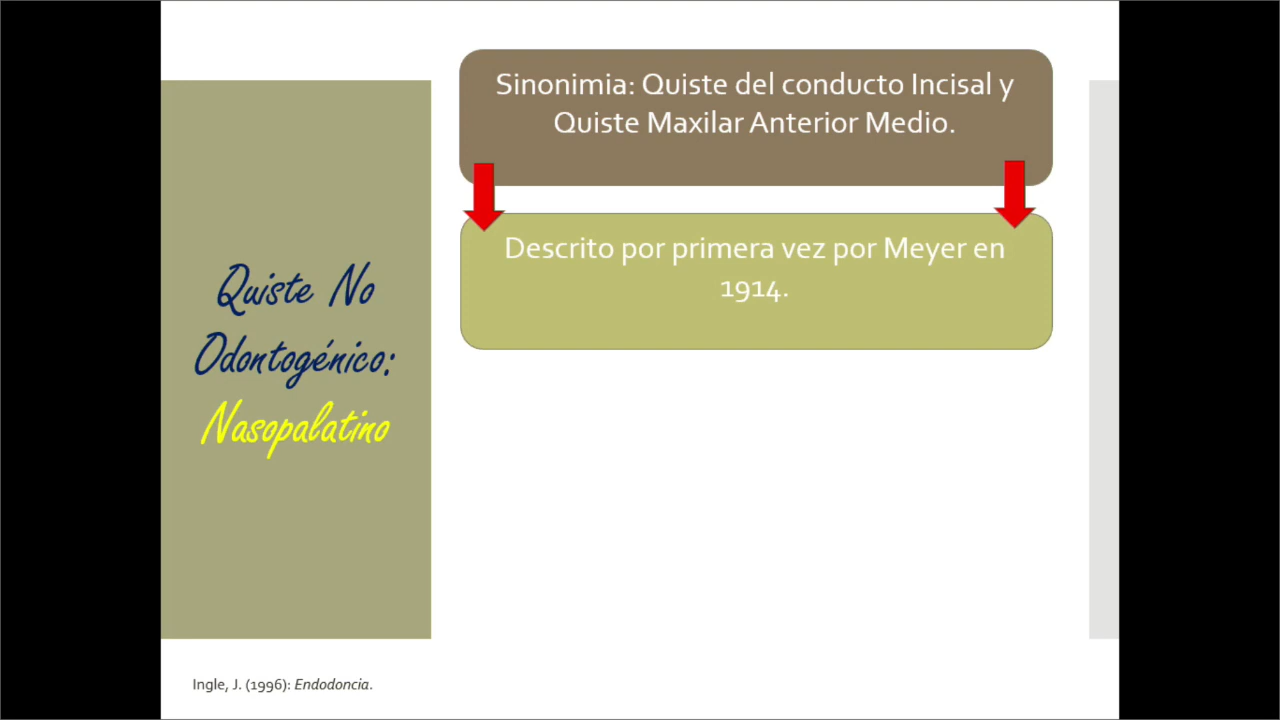 Sinonimia: Quiste del conducto Incisal y
Quiste Maxilar Anterior Medio.
Descrito por primera vez por Meyer en
1914.
Quiste No
Odontogénico:
Nasopalatino
Ingle, J. (1996): Endodoncia.